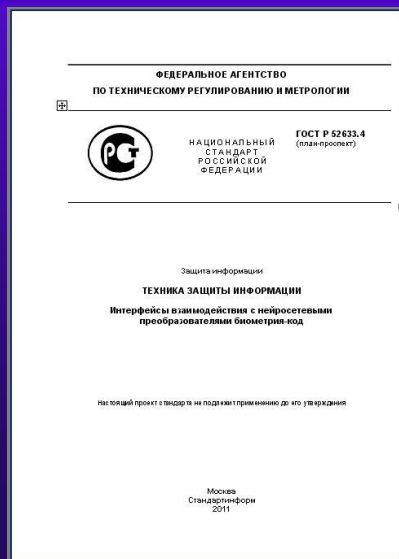 ФЕДЕРАЛЬНОЕ АГЕНТСТВО
ПО ТЕХНИЧЕСКОМУ РЕГУЛИРОВАНИЮ И МЕТРОЛОГИИ
НАЦИОНАЛЬНЫЙ
СТАНДАРТ
РОССИЙСКОЙ
ФЕДЕРАЦИИ
ГОСТ Р 52633.4
(план-проспект)
Защита информации
ТЕХНИКА ЗАЩИТЫ ИНФОРМАЦИИ
Интерфейсы взаимодействия с нейросетевыми
преобразователями биометрия-код
Настоящий проект стандарта не подлежит применению до его утверждения
Москва
Стандартинформ
2011